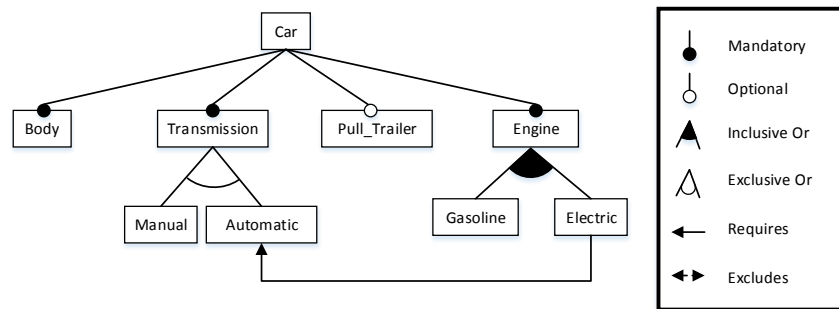 Car
Body
Transmission
Pull_Trailer
Engine
Manual
Automatic
Gasoline
Electric
Mandatory
Optional
Inclusive Or
Exclusive Or
Requires
Excludes